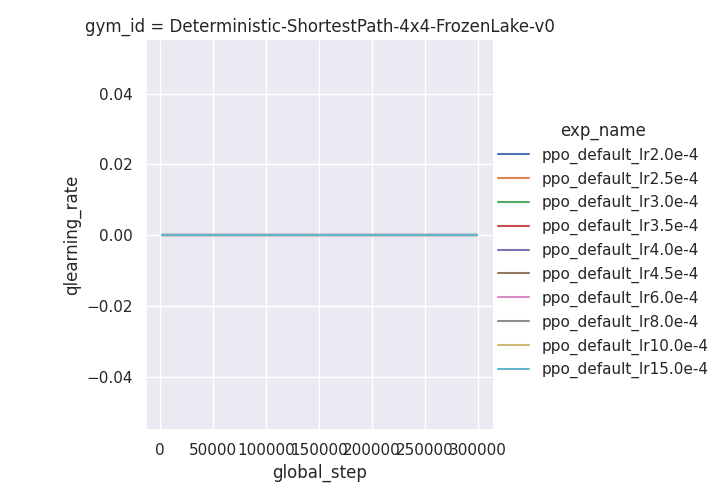 gym_id = Deterministic-ShortestPath-4x4-FrozenLake-v0
0.04
0.02
0.00
−0.02
−0.04
qlearning_rate
0 50000 100000 150000 200000 250000 300000
global_step
exp_name
ppo_default_lr2.0e-4
ppo_default_lr2.5e-4
ppo_default_lr3.0e-4
ppo_default_lr3.5e-4
ppo_default_lr4.0e-4
ppo_default_lr4.5e-4
ppo_default_lr6.0e-4
ppo_default_lr8.0e-4
ppo_default_lr10.0e-4
ppo_default_lr15.0e-4